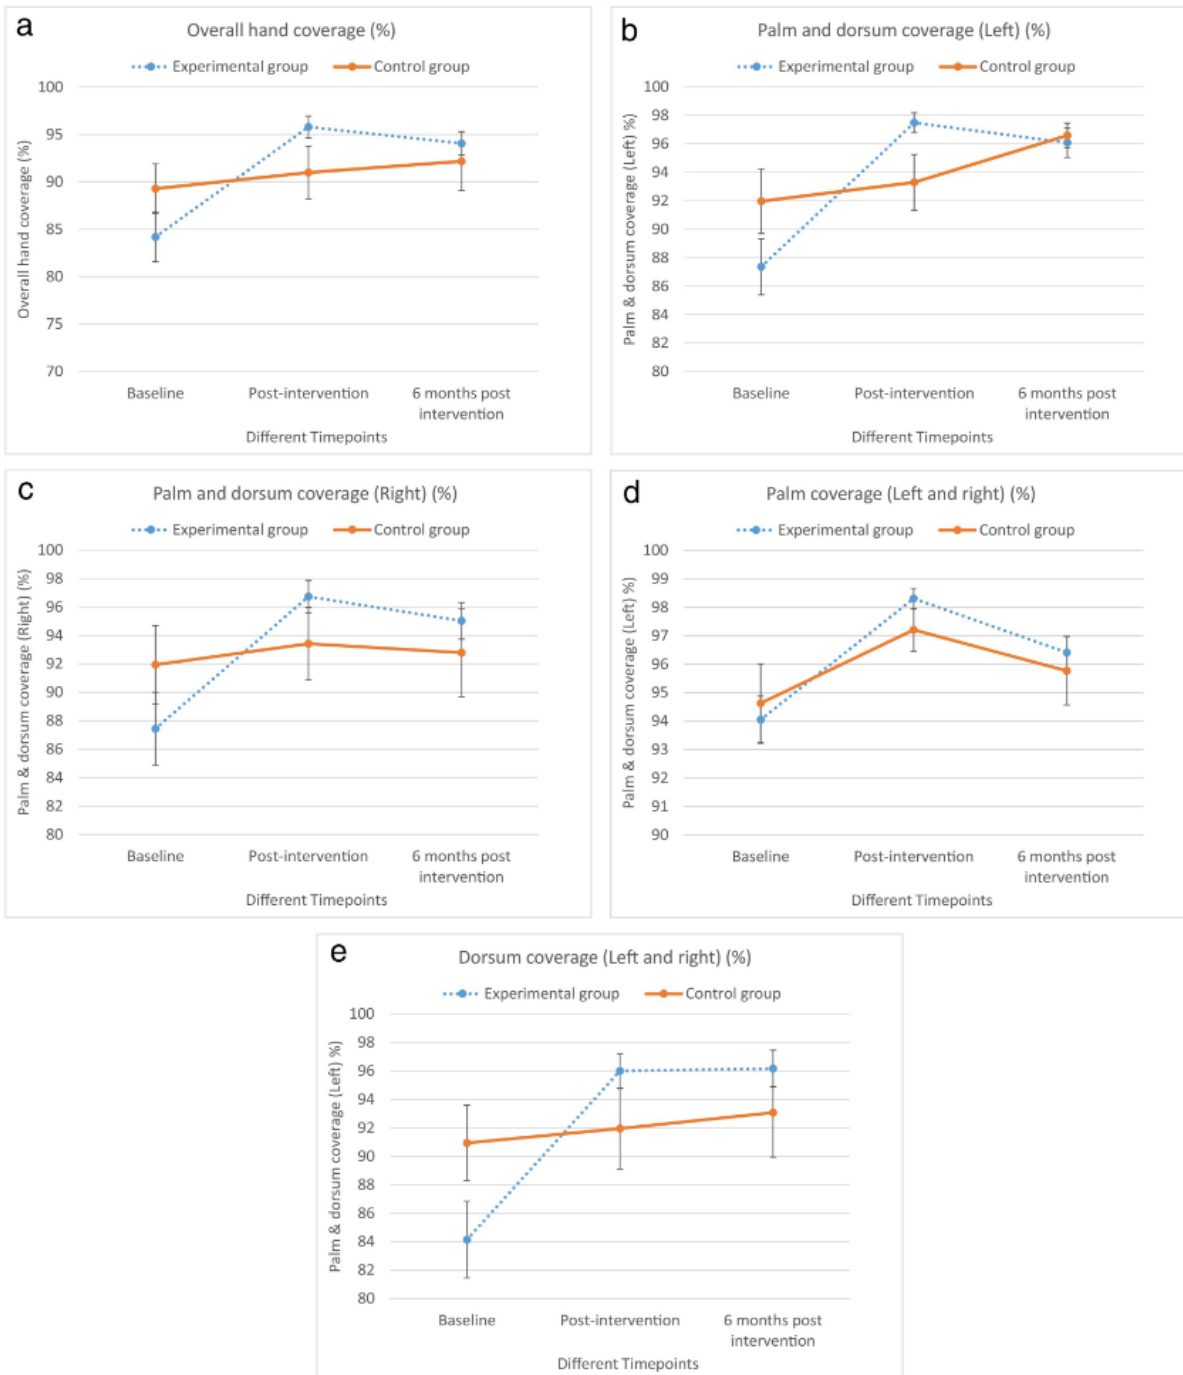 a
Overall hand coverage (%)
Experimental group Control group
Overall hand coverage (%)
100
95
90
85
80
75
70
Baseline Post-intervention 6 months post
intervention
Different Timepoints
b
Palm and dorsum coverage (Left) (%)
Experimental group Control group
Palm & dorsum coverage (Left) %)
100
98
96
94
92
90
88
86
84
82
80
Baseline Post-intervention 6 months post
intervention
Different Timepoints
c
Palm and dorsum coverage (Right) (%)
Experimental group Control group
Palm & dorsum coverage (Right) (%)
100
98
96
94
92
90
88
86
84
82
80
Baseline Post-intervention 6 months post
intervention
Different Timepoints
d
Palm coverage (Left and right) (%)
Experimental group Control group
Palm & dorsum coverage (Left) %)
100
99
98
97
96
95
94
93
92
91
90
Baseline Post-intervention 6 months post
intervention
Different Timepoints
e
Dorsum coverage (Left and right) (%)
Experimental group Control group
Palm & dorsum coverage (Left) %)
100
98
96
94
92
90
88
86
84
82
80
Baseline Post-intervention 6 months post
intervention
Different Timepoints